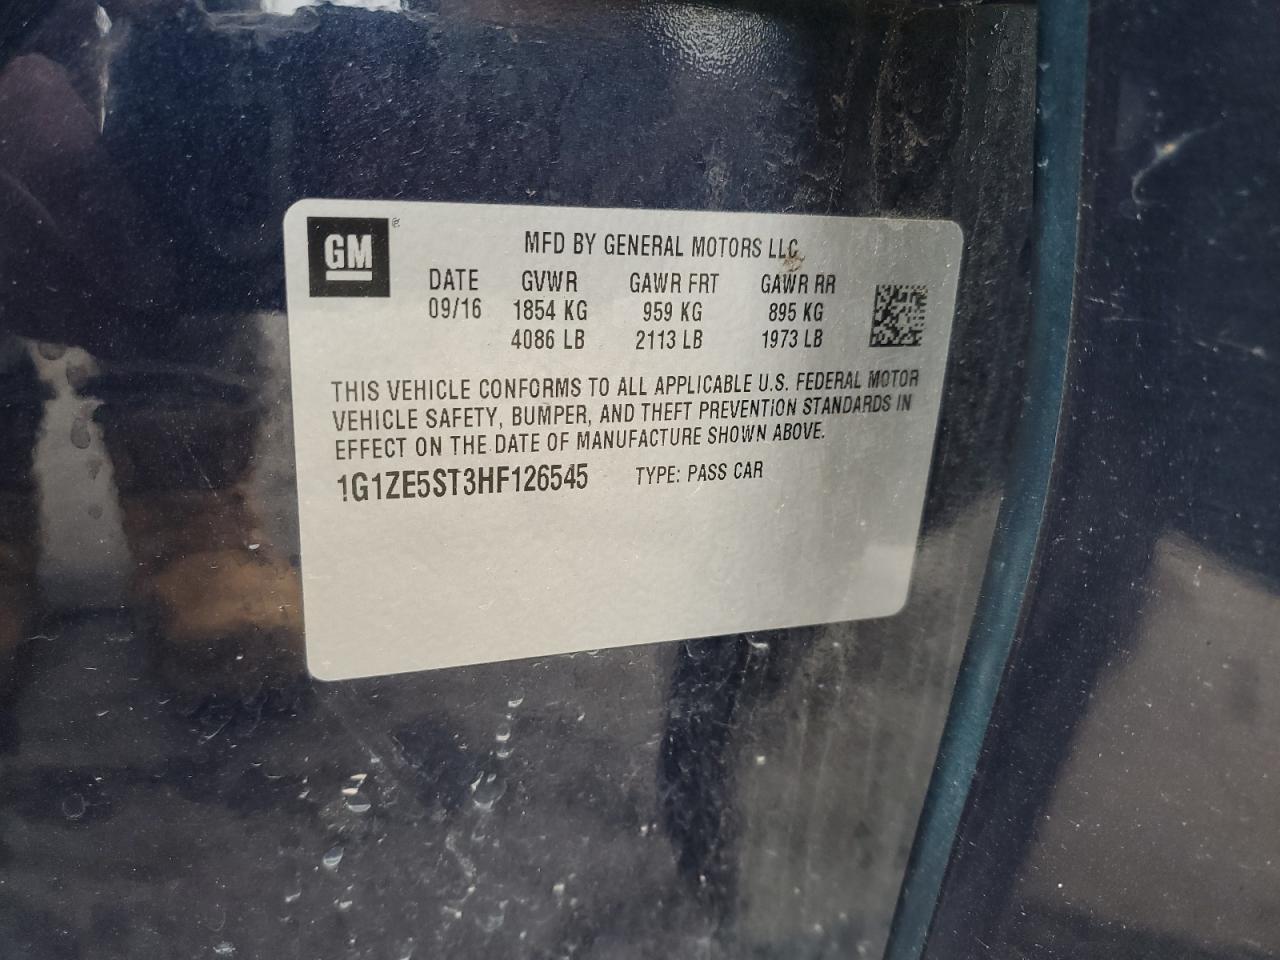 GM®
MFD BY GENERAL MOTORS LLC
DATE GVWR GAWR FRT GAWR RR
09/16 1854 KG 959 KG 895 KG
4086 LB 2113 LB 1973 LB
THIS VEHICLE CONFORMS TO ALL APPLICABLE U.S. FEDERAL MOTOR
VEHICLE SAFETY, BUMPER, AND THEFT PREVENTION STANDARDS IN
EFFECT ON THE DATE OF MANUFACTURE SHOWN ABOVE.
1G1ZE5ST3HF126545 TYPE: PASS CAR